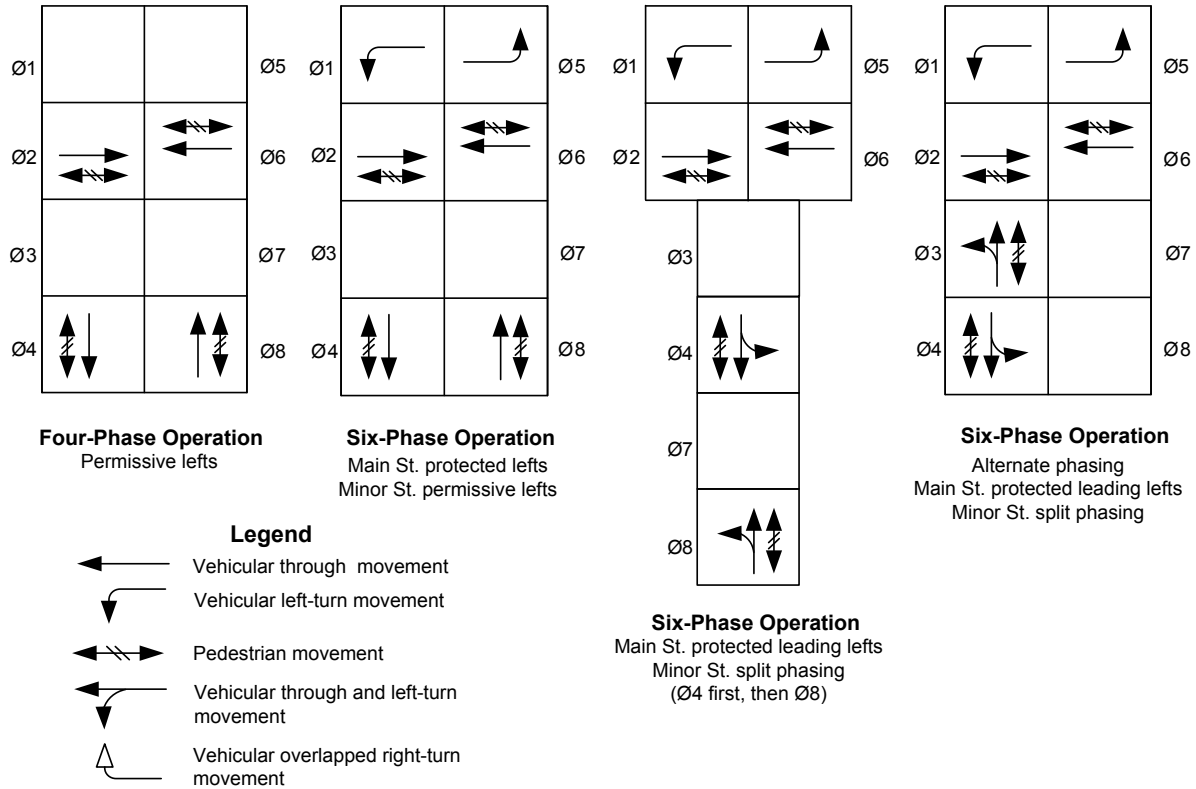 Ø1
Ø5
Ø2
Ø6
Ø3
Ø7
Ø4
Ø8
Four-Phase Operation
Permissive lefts
Ø1
Ø5
Ø2
Ø6
Ø3
Ø7
Ø4
Ø8
Six-Phase Operation
Main St. protected lefts
Minor St. permissive lefts
Ø1
Ø5
Ø2
Ø6
Ø3
Ø4
Ø7
Ø8
Six-Phase Operation
Main St. protected leading lefts
Minor St. split phasing
(Ø4 first, then Ø8)
Ø1
Ø5
Ø2
Ø6
Ø3
Ø7
Ø4
Ø8
Six-Phase Operation
Alternate phasing
Main St. protected leading lefts
Minor St. split phasing
Legend
Vehicular through movement
Vehicular left-turn movement
Pedestrian movement
Vehicular through and left-turn
movement
Vehicular overlapped right-turn
movement